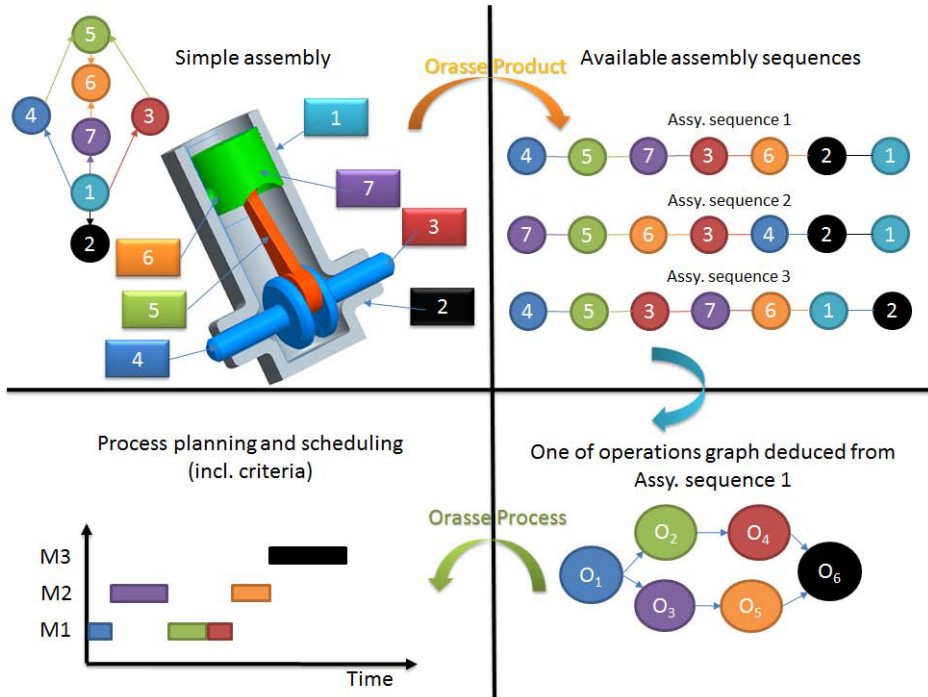 Simple assembly
5
6
4
7
3
1
2
1
7
3
6
5
2
4
Orasse Product
Available assembly sequences
Assy. sequence 1
4 5 7 3 6 2 1
Assy. sequence 2
7 5 6 3 4 2 1
Assy. sequence 3
4 5 3 7 6 1 2
Process planning and scheduling
(incl. criteria)
M3
M2
M1
Time
Orasse Process
One of operations graph deduced from
Assy. sequence 1
O2 O4
O1 O6
O3 O5